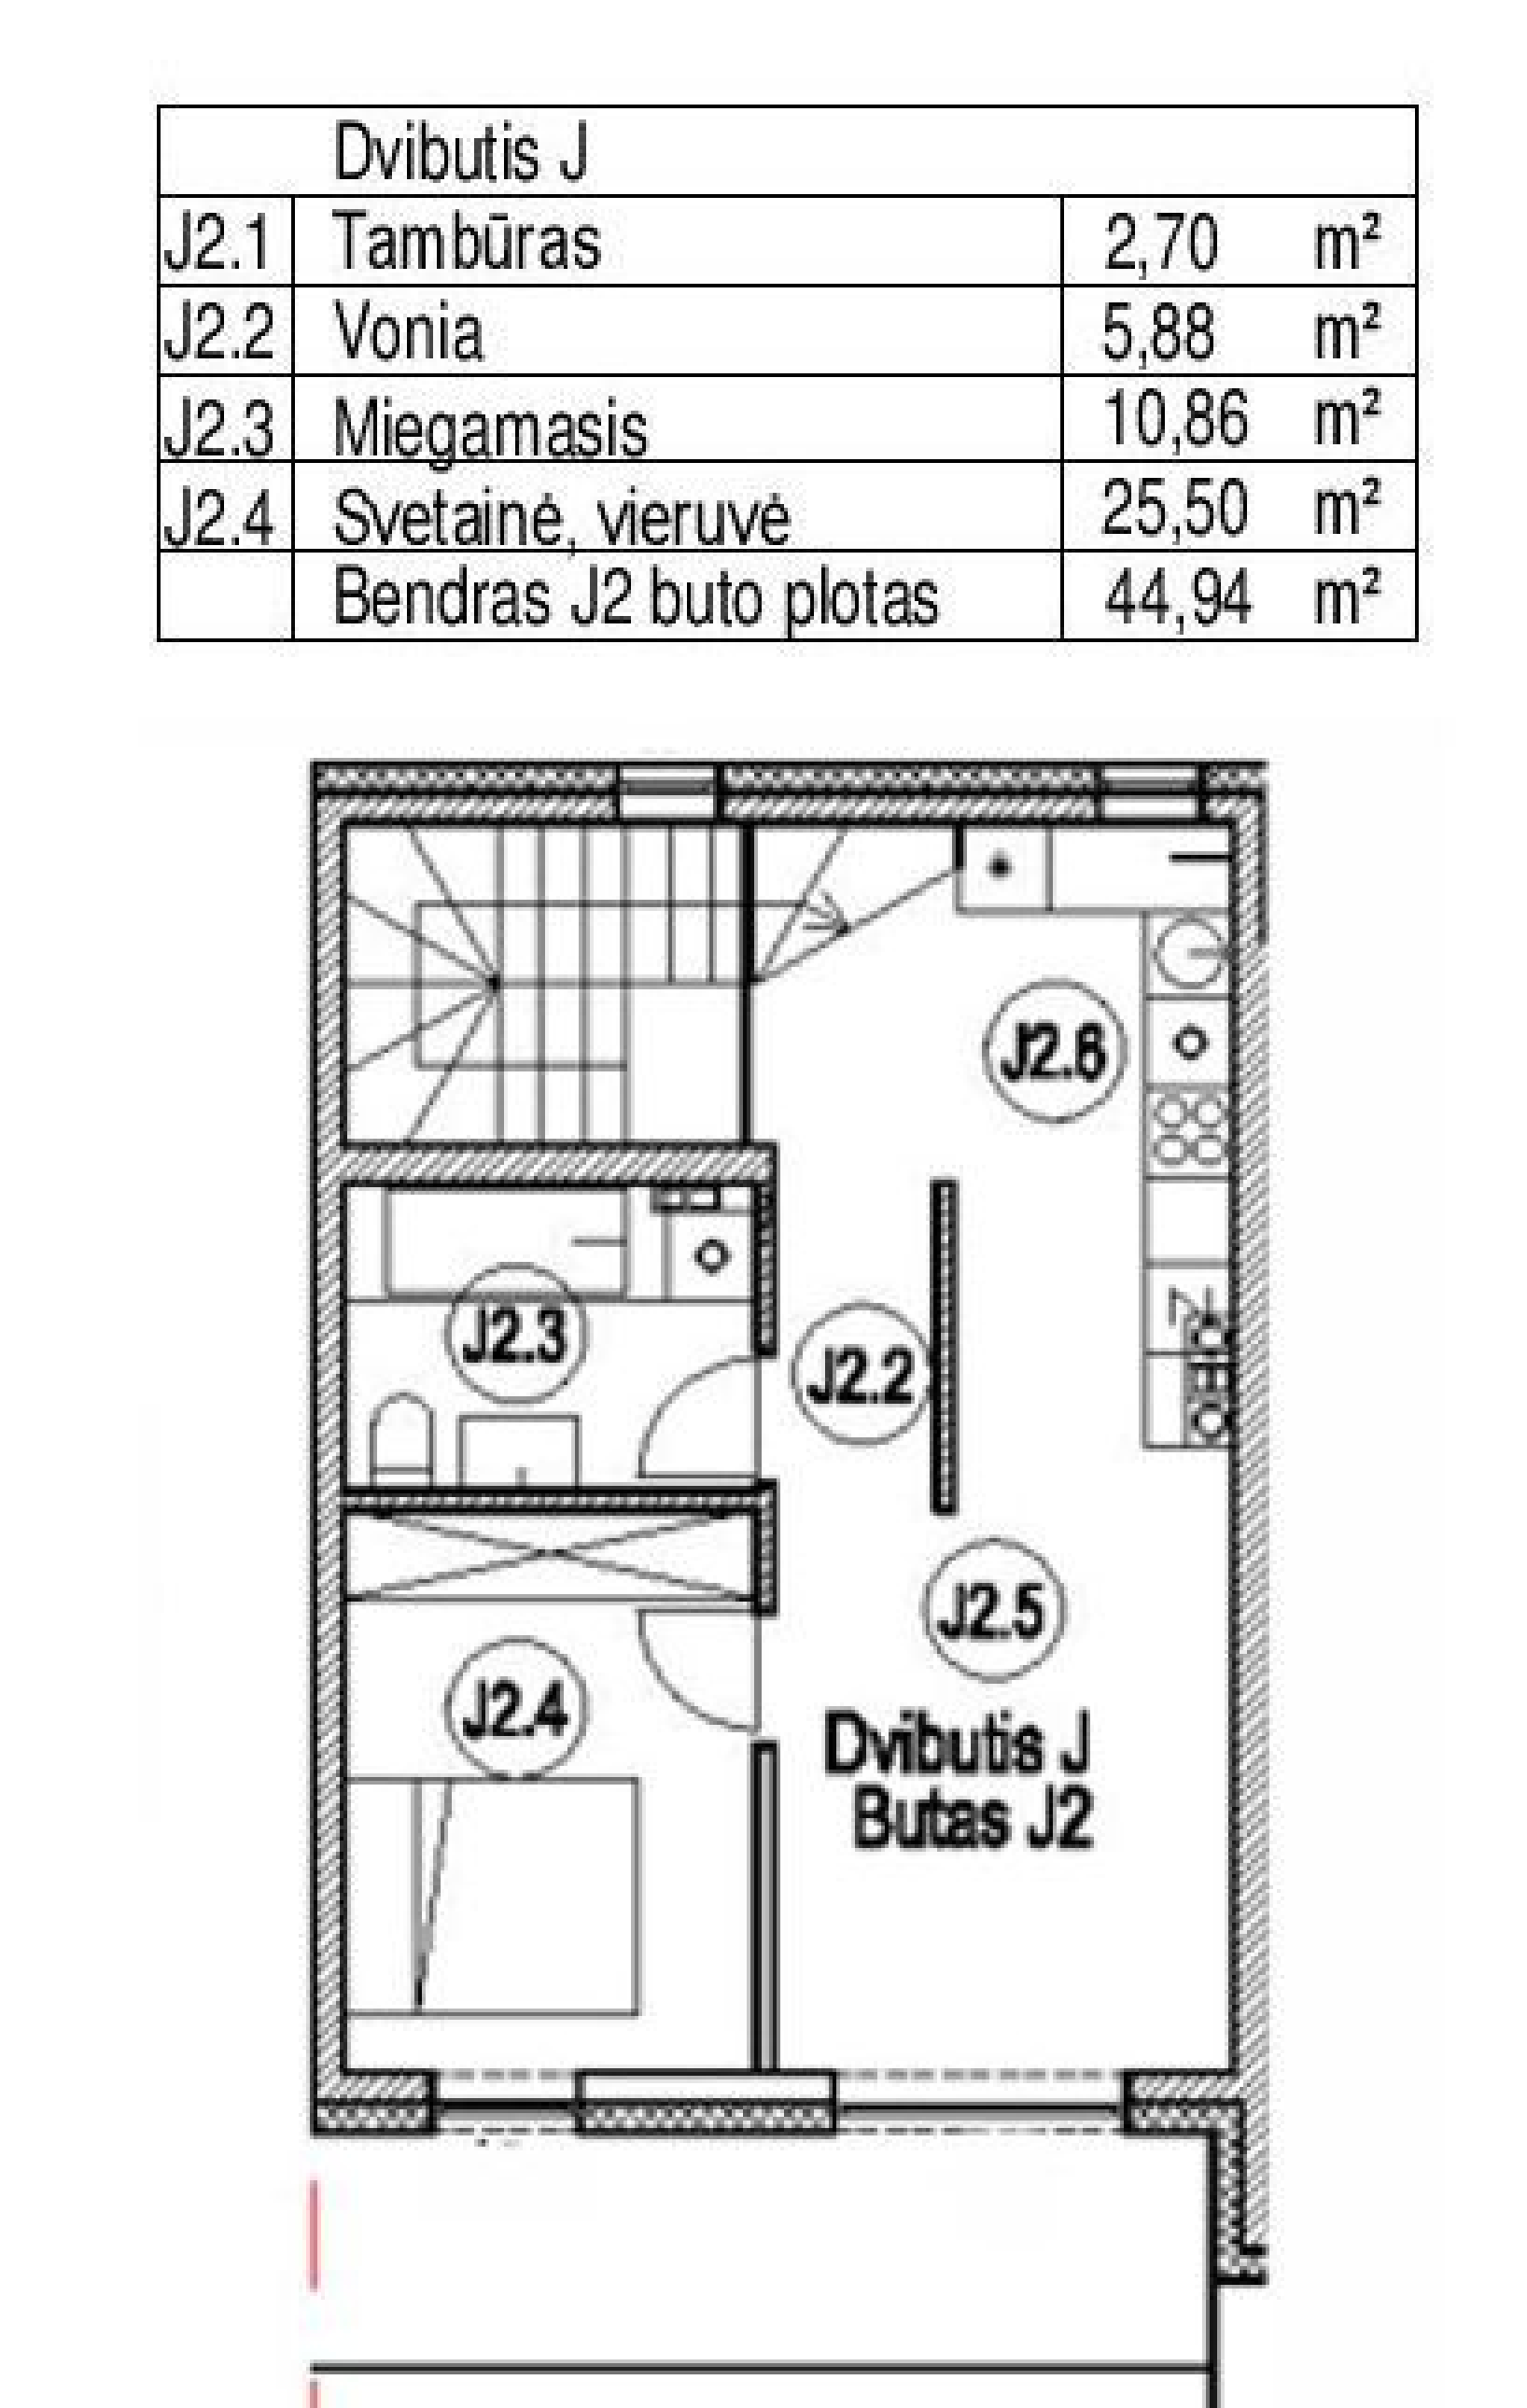 Dvibutis J
J2.1 Tambūras 2,70 m²
J2.2 Vonia 5,88 m²
J2.3 Miegamasis 10,86 m²
J2.4 Svetainė, vieruvė 25,50 m²
Bendras J2 buto plotas 44,94 m²
J2.6
J2.3
J2.2
J2.5
J2.4
Dvibutis J
Butas J2